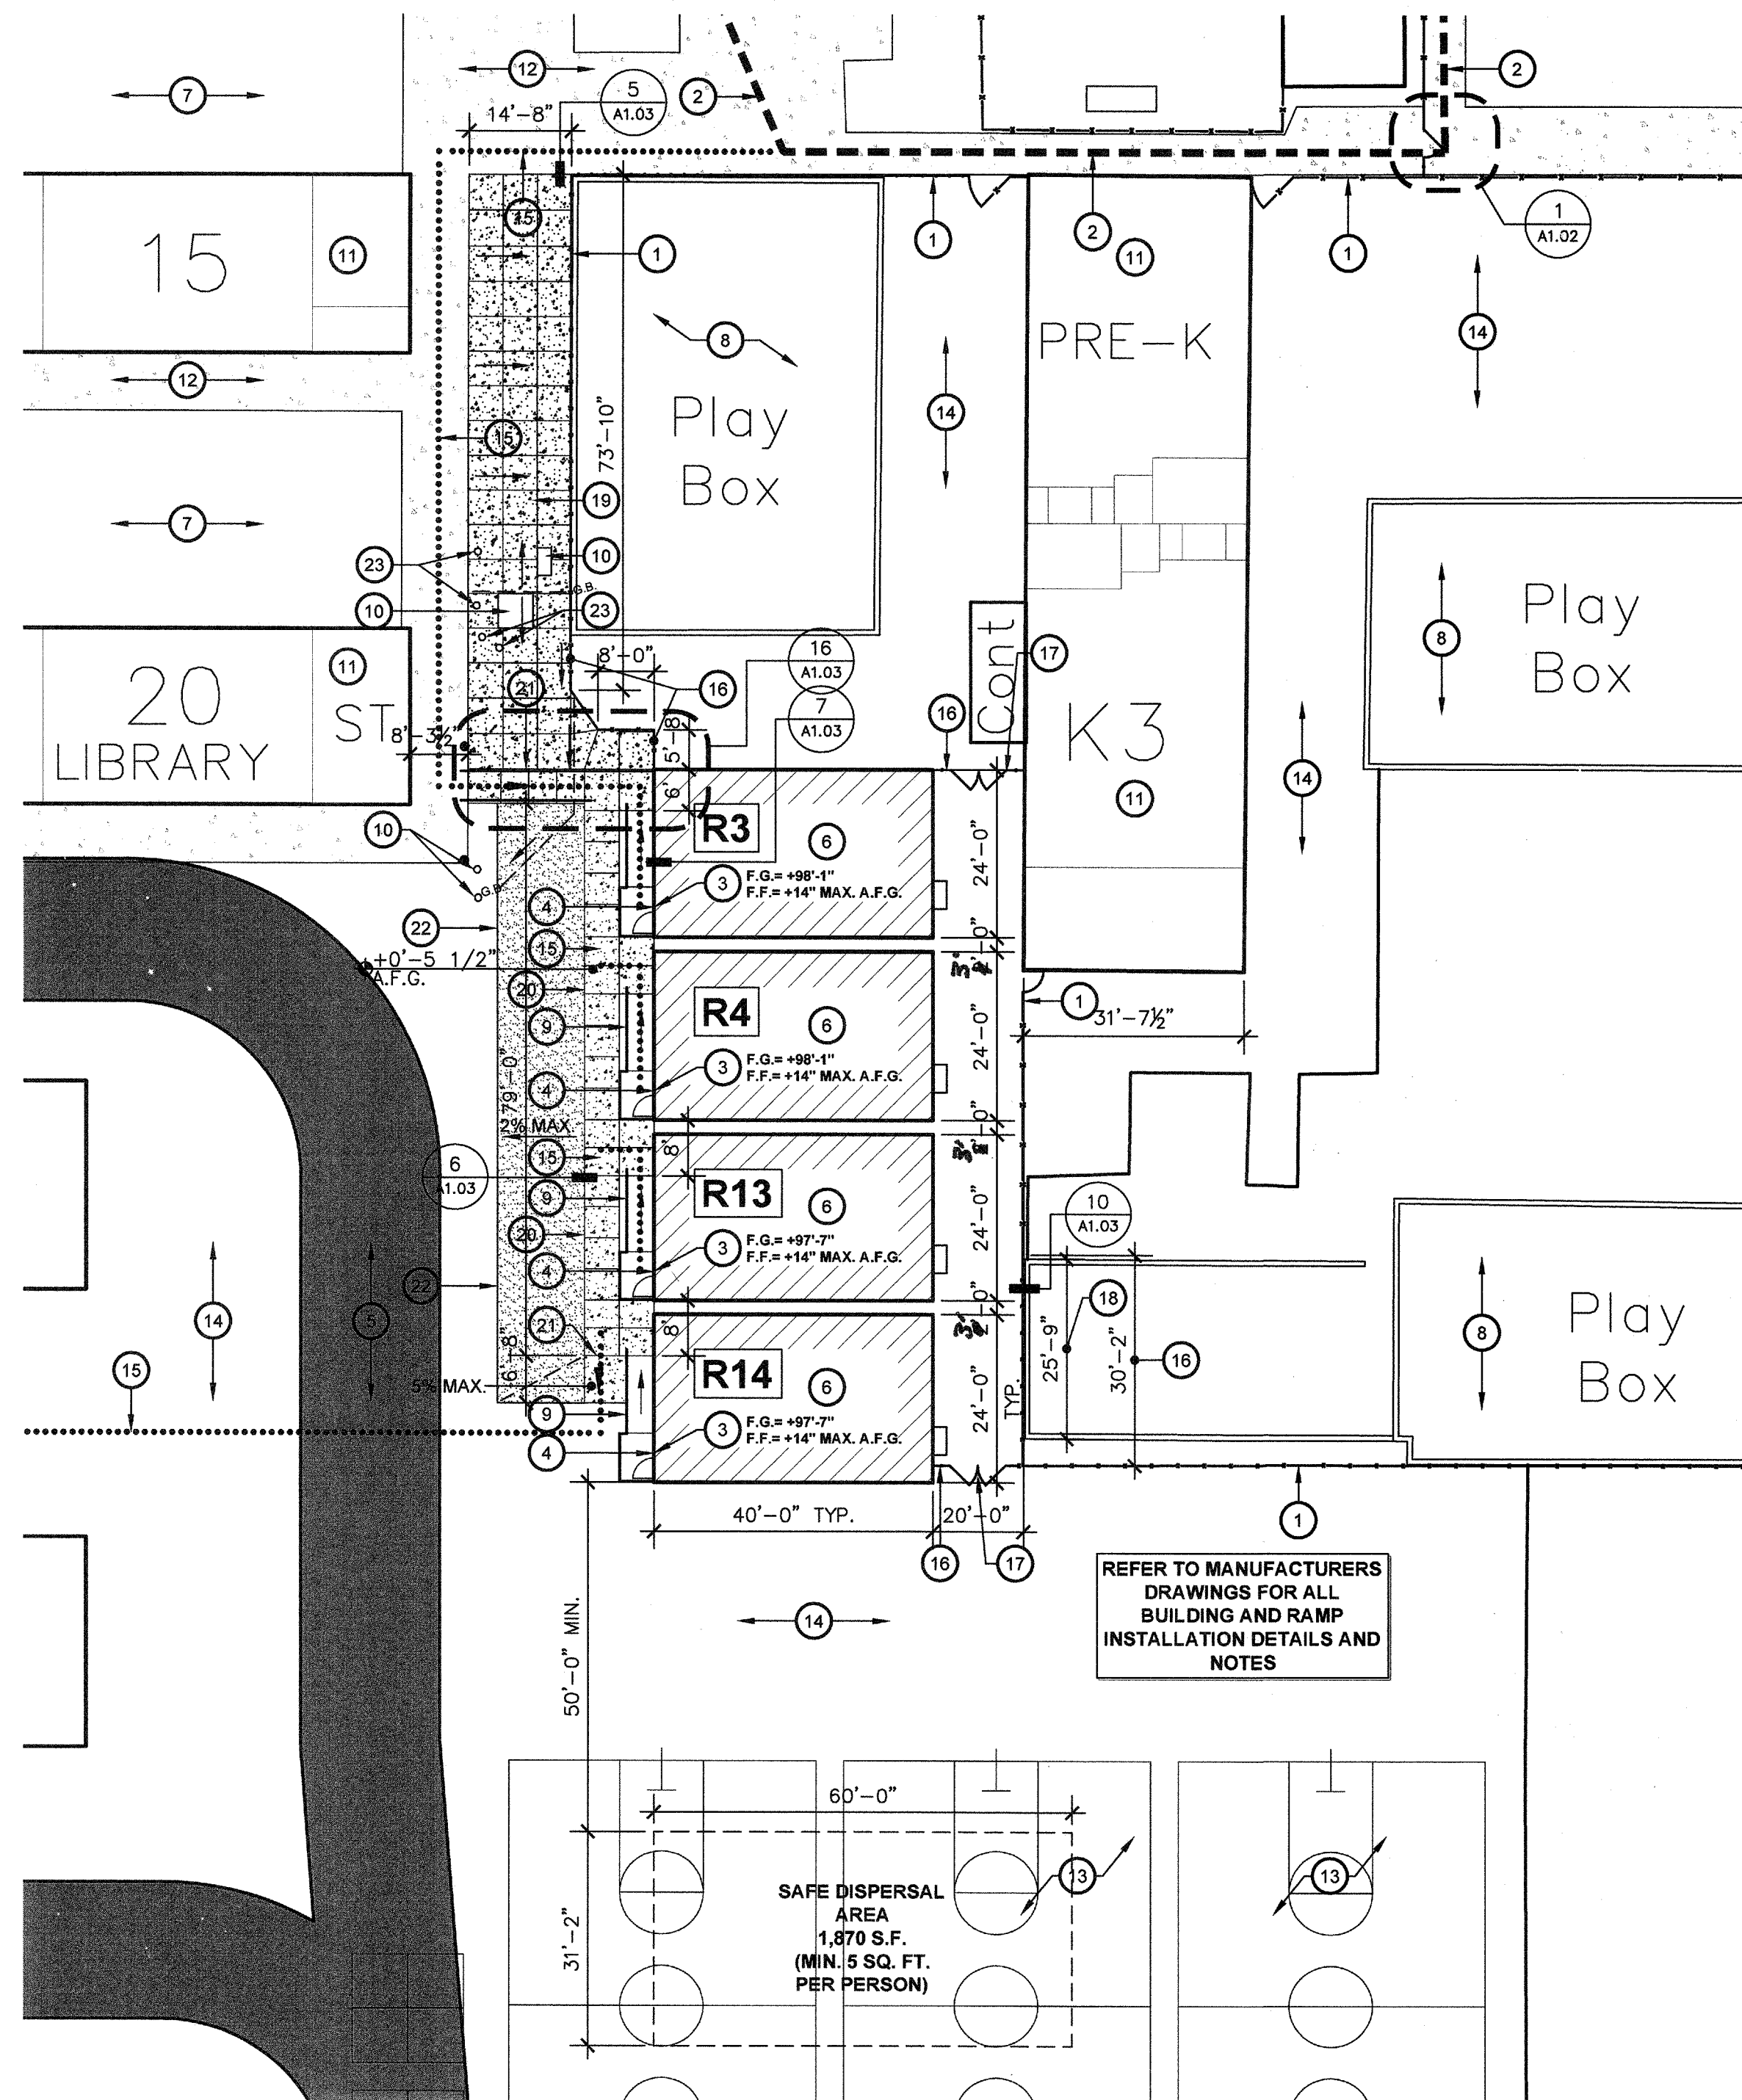 12
2
7
5
A1.03
2
14'-8"
15
1
1
2
11
1
1
A1.02
15
11
14
8
PRE-K
12
Play
Box
14
73'-10"
15
19
7
10
23
G.B.
10
23
Play
Box
8
8'-0"
16
A1.03
17
20
LIBRARY
11
ST
21
16
7
A1.03
16
Cont
K3
8'-3½"
5'-8
14
11
6
10
R3
6
24'-0"
3
F.G.= +98'-1"
F.F.= +14" MAX. A.F.G.
4
G.B.
22
15
+0'-5 1/2"
A.F.G.
20
3'
R4
6
9
1
31'-7½"
24'-0"
3
F.G.= +98'-1"
F.F.= +14" MAX. A.F.G.
4
79'-0"
2% MAX
8'
3'
15
6
A1.03
R13
6
9
24'-0"
10
A1.03
20
3
F.G.= +97'-7"
F.F.= +14" MAX. A.F.G.
4
22
18
14
5
21
8'
3'
25'-9"
30'-2"
16
8
Play
Box
15
6'-8"
5% MAX.
R14
6
24'-0"
TYP.
9
3
F.G.= +97'-7"
F.F.= +14" MAX. A.F.G.
4
40'-0" TYP.
20'-0"
1
16
17
REFER TO MANUFACTURERS
DRAWINGS FOR ALL
BUILDING AND RAMP
INSTALLATION DETAILS AND
NOTES
14
50'-0" MIN.
60'-0"
13
13
SAFE DISPERSAL
AREA
1,870 S.F.
(MIN. 5 SQ. FT.
PER PERSON)
31'-2"